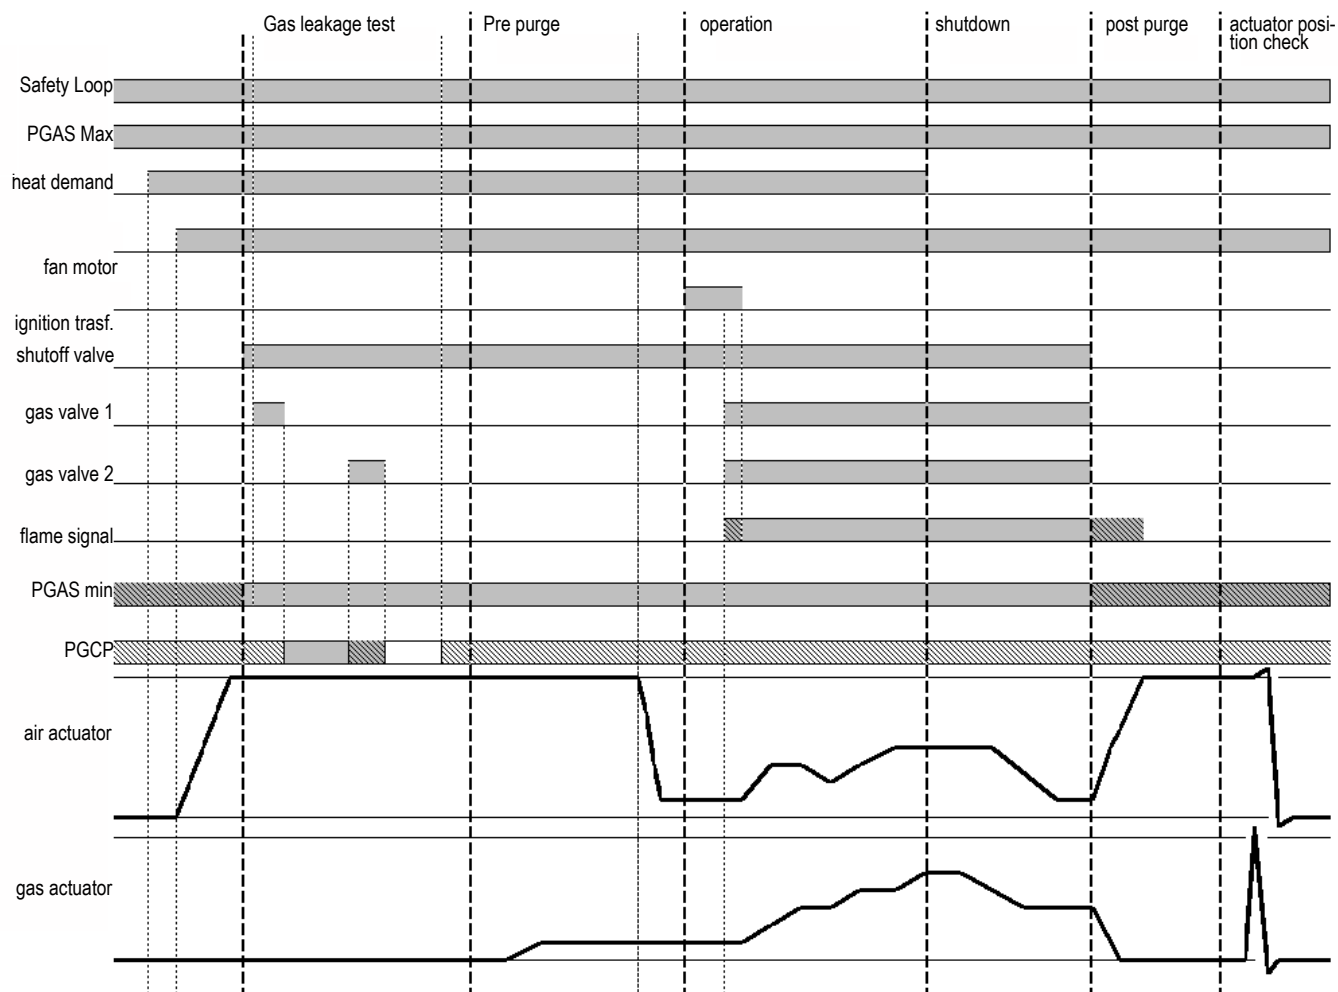 Gas leakage test
Pre purge
operation
shutdown
post purge
actuator posi-
tion check
Safety Loop
PGAS Max
heat demand
fan motor
ignition trasf.
shutoff valve
gas valve 1
gas valve 2
flame signal
PGAS min
PGCP
air actuator
gas actuator